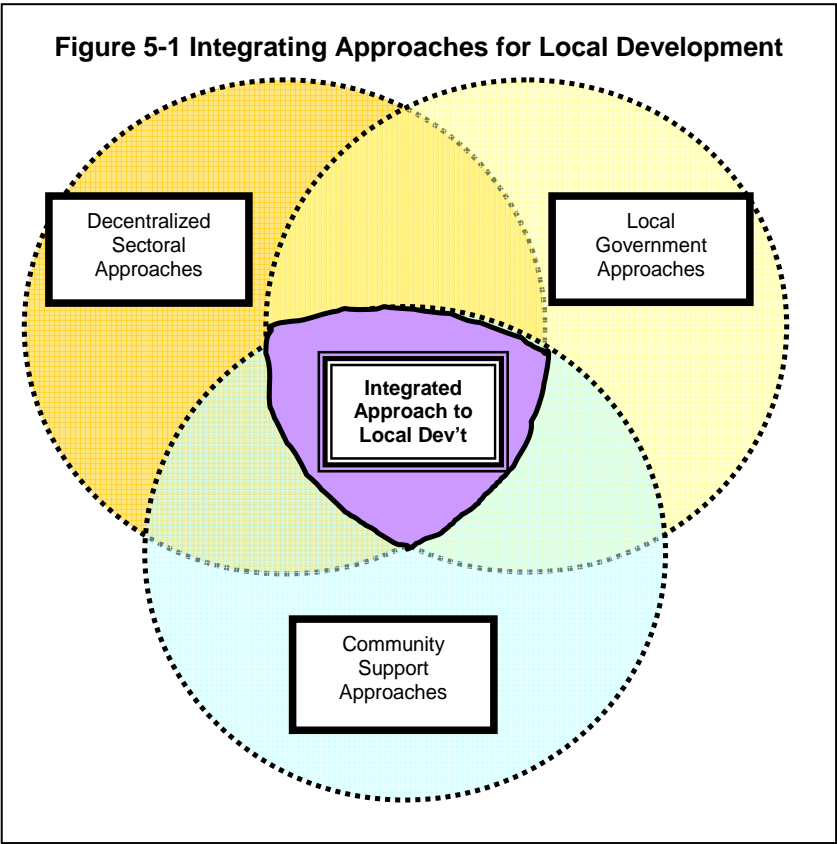 Figure 5-1 Integrating Approaches for Local Development
Decentralized
Sectoral
Approaches
Local
Government
Approaches
Integrated
Approach to
Local Dev't
Community
Support
Approaches